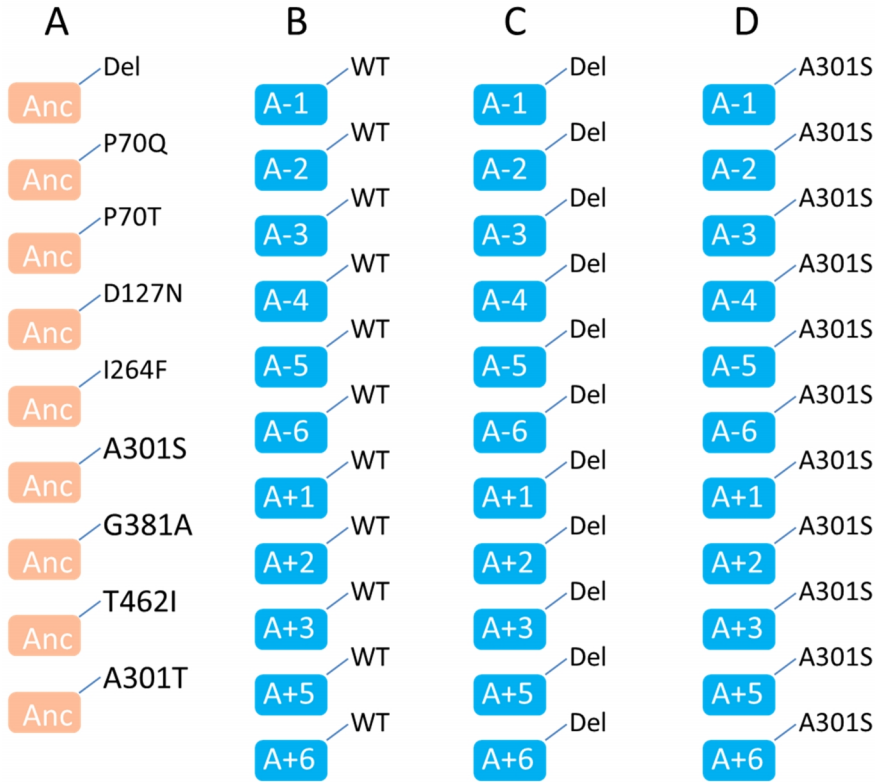 A B C D
Del
Anc
P70Q
Anc
P70T
Anc
D127N
Anc
I264F
Anc
A301S
Anc
G381A
Anc
T462I
Anc
A301T
Anc
WT
A-1
WT
A-2
WT
A-3
WT
A-4
WT
A-5
WT
A-6
WT
A+1
WT
A+2
WT
A+3
WT
A+5
WT
A+6
Del
A-1
Del
A-2
Del
A-3
Del
A-4
Del
A-5
Del
A-6
Del
A+1
Del
A+2
Del
A+3
Del
A+5
Del
A+6
A301S
A-1
A301S
A-2
A301S
A-3
A301S
A-4
A301S
A-5
A301S
A-6
A301S
A+1
A301S
A+2
A301S
A+3
A301S
A+5
A301S
A+6